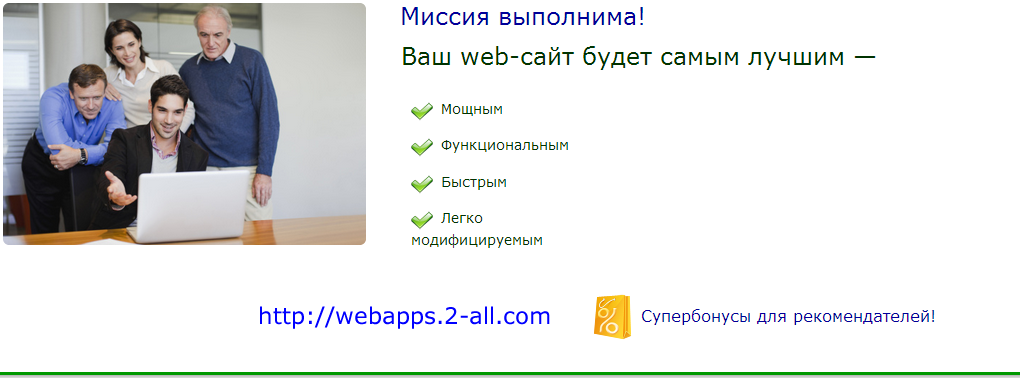 Миссия выполнима!
Ваш web-сайт будет самым лучшим —
Мощным
Функциональным
Быстрым
Легко
модифицируемым
http://webapps.2-all.com
Супербонусы для рекомендателей!